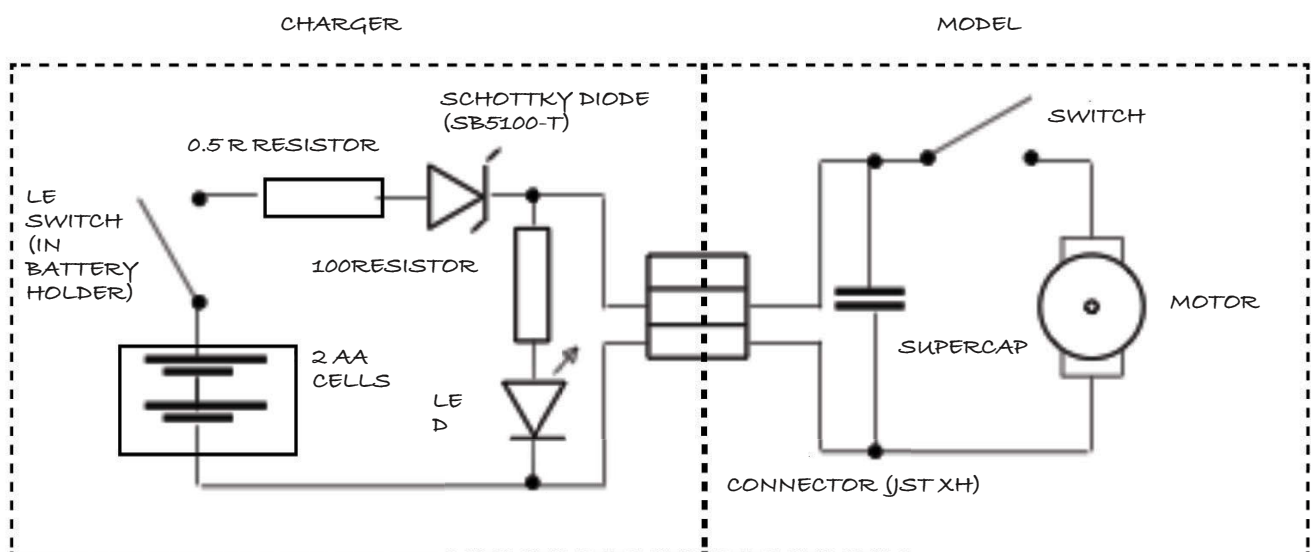 CHARGER
MODEL
SCHOTTKY DIODE
(SB5100-T)
0.5 R RESISTOR
SWITCH
LE
SWITCH
(IN
BATTERY
HOLDER)
100RESISTOR
MOTOR
2 AA
CELLS
SUPERCAP
LE
D
CONNECTOR (JST XH)